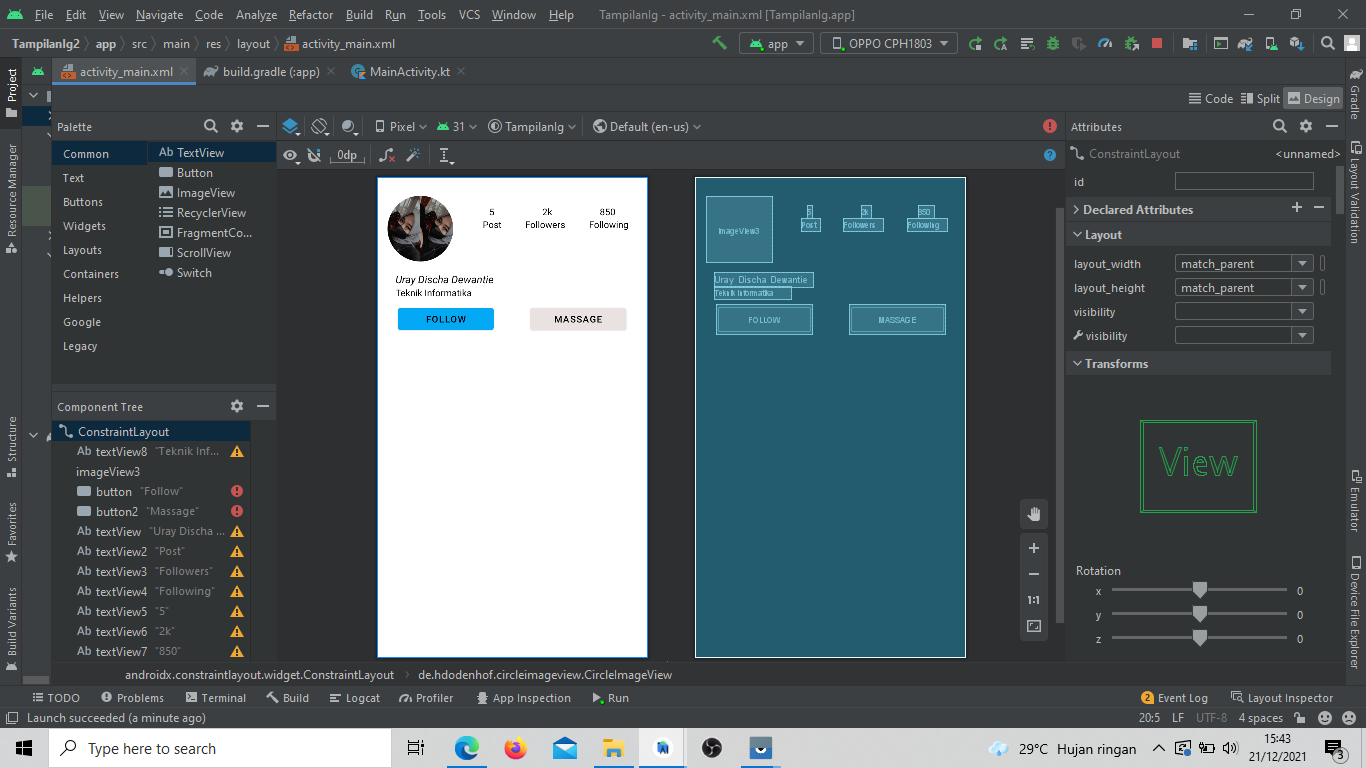 File Edit View Navigate Code Analyze Refactor Build Run Tools VCS Window Help TampilanIg - activity_main.xml [TampilanIg.app]
TampilanIg2 app src main res layout activity_main.xml app OPPO CPH1803
activity_main.xml build.gradle (:app) MainActivity.kt
Code Split Design
Project
Resource Manager
Structure
Favorites
Build Variants
Palette
Common
Text
Buttons
Widgets
Layouts
Containers
Helpers
Google
Legacy
Ab TextView
Button
ImageView
RecyclerView
FragmentCo...
ScrollView
Switch
Pixel 31 TampilanIg Default (en-us)
0dp
Component Tree
ConstraintLayout
Ab textView8 "Teknik Inf...
imageView3
button "Follow"
button2 "Massage"
Ab textView "Uray Discha ...
Ab textView2 "Post"
Ab textView3 "Followers"
Ab textView4 "Following"
Ab textView5 "5"
Ab textView6 "2k"
Ab textView7 "850"
5 2k 850
Post Followers Following
Uray Discha Dewantie
Teknik Informatika
FOLLOW MASSAGE
ImageView3
5 2k 850
Post Followers Following
Uray Discha Dewantie
Teknik Informatika
FOLLOW MASSAGE
1:1
Attributes
ConstraintLayout <unnamed>
id
Declared Attributes
Layout
layout_width match_parent
layout_height match_parent
visibility
visibility
Transforms
View
Rotation
x 0
y 0
z 0
Gradle
Layout Validation
Emulator
Device File Explorer
androidx.constraintlayout.widget.ConstraintLayout de.hdodenhof.circleimageview.CircleImageView
TODO Problems Terminal Build Logcat Profiler App Inspection Run 2 Event Log Layout Inspector
Launch succeeded (a minute ago) 20:5 LF UTF-8 4 spaces
Type here to search
29°C Hujan ringan
15:43
21/12/2021
3